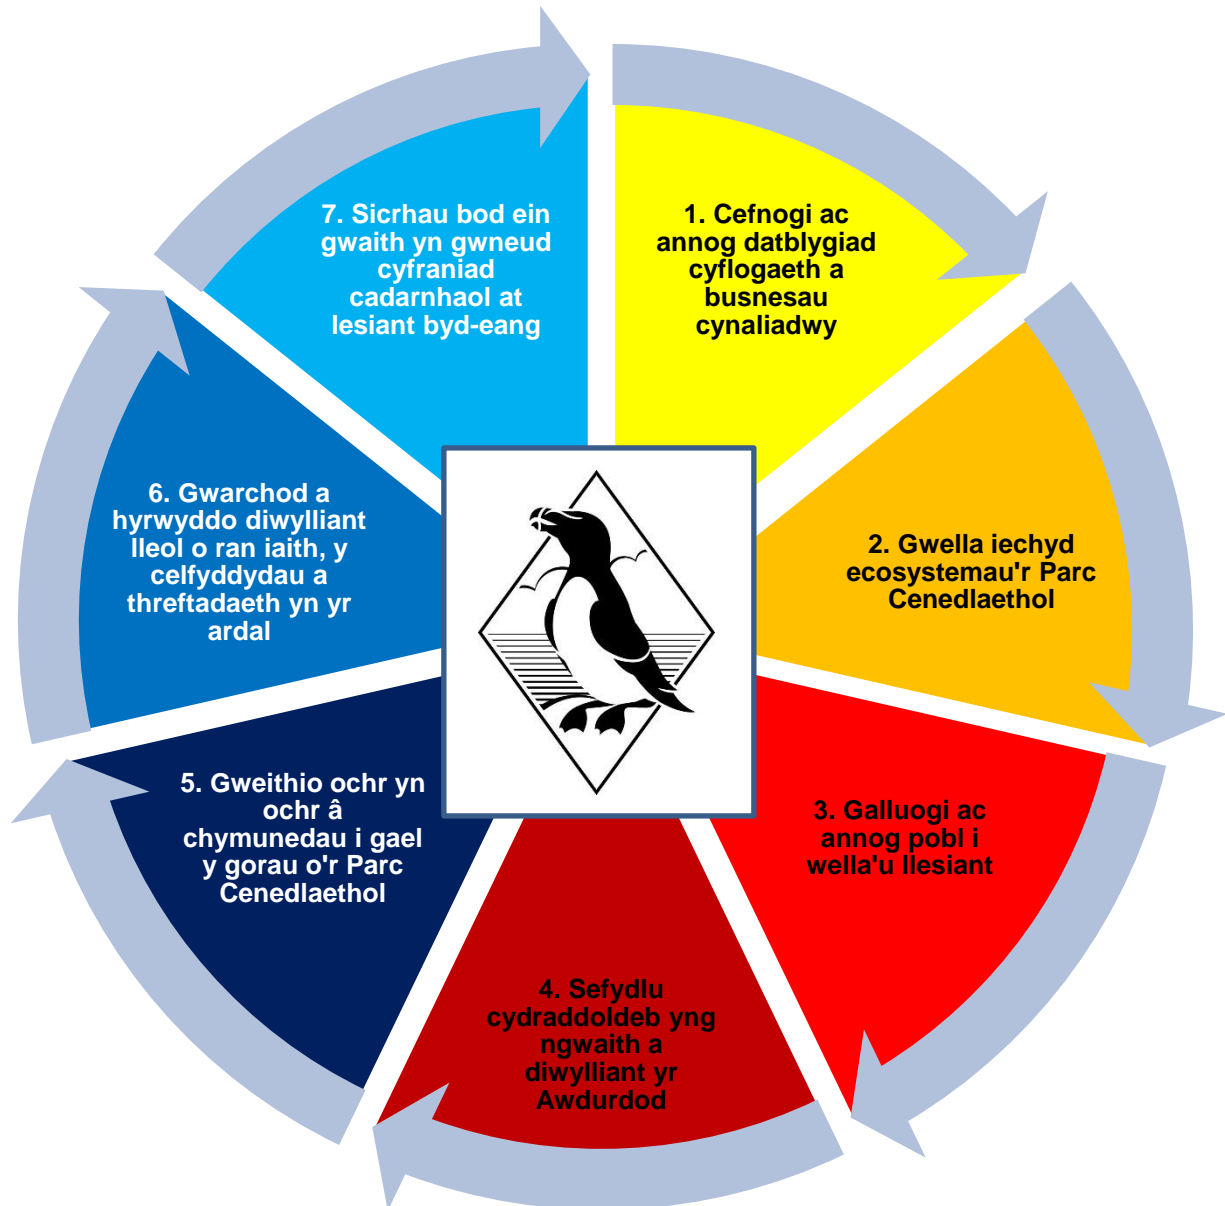 1. Cefnogi ac
annog datblygiad
cyflogaeth a
busnesau
cynaliadwy
2. Gwella iechyd
ecosystemau'r Parc
Cenedlaethol
3. Galluogi ac
annog pobl i
wella'u llesiant
4. Sefydlu
cydraddoldeb yng
ngwaith a
diwylliant yr
Awdurdod
5. Gweithio ochr yn
ochr â
chymunedau i gael
y gorau o'r Parc
Cenedlaethol
6. Gwarchod a
hyrwyddo diwylliant
lleol o ran iaith, y
celfyddydau a
threftadaeth yn yr
ardal
7. Sicrhau bod ein
gwaith yn gwneud
cyfraniad
cadarnhaol at
lesiant byd-eang